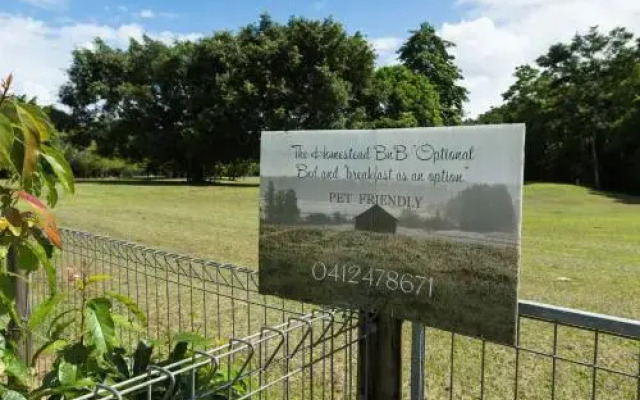 The Homestead BnB "Optional
Bed and breakfast as an option"
PET FRIENDLY
0412478671